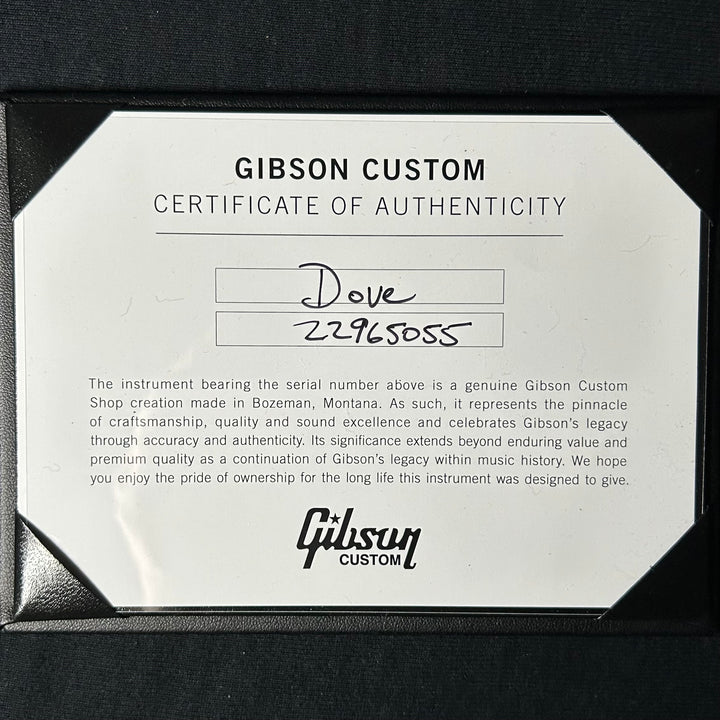 GIBSON CUSTOM
CERTIFICATE OF AUTHENTICITY
Dove
22965055
The instrument bearing the serial number above is a genuine Gibson Custom
Shop creation made in Bozeman, Montana. As such, it represents the pinnacle
of craftsmanship, quality and sound excellence and celebrates Gibson's legacy
through accuracy and authenticity. Its significance extends beyond enduring value and
premium quality as a continuation of Gibson's legacy within music history. We hope
you enjoy the pride of ownership for the long life this instrument was designed to give.
Gibson
CUSTOM